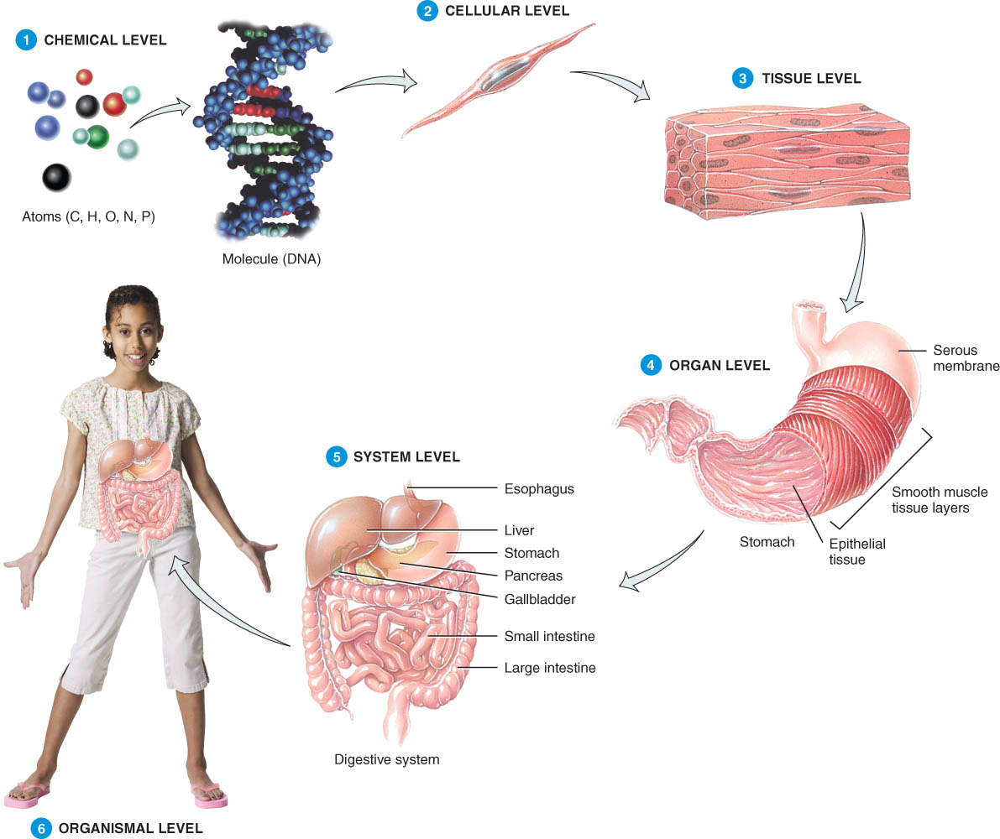 1 CHEMICAL LEVEL
Atoms (C, H, O, N, P)
Molecule (DNA)
2 CELLULAR LEVEL
3 TISSUE LEVEL
4 ORGAN LEVEL
Serous
membrane
Smooth muscle
tissue layers
Stomach
Epithelial
tissue
5 SYSTEM LEVEL
Esophagus
Liver
Stomach
Pancreas
Gallbladder
Small intestine
Large intestine
Digestive system
6 ORGANISMAL LEVEL